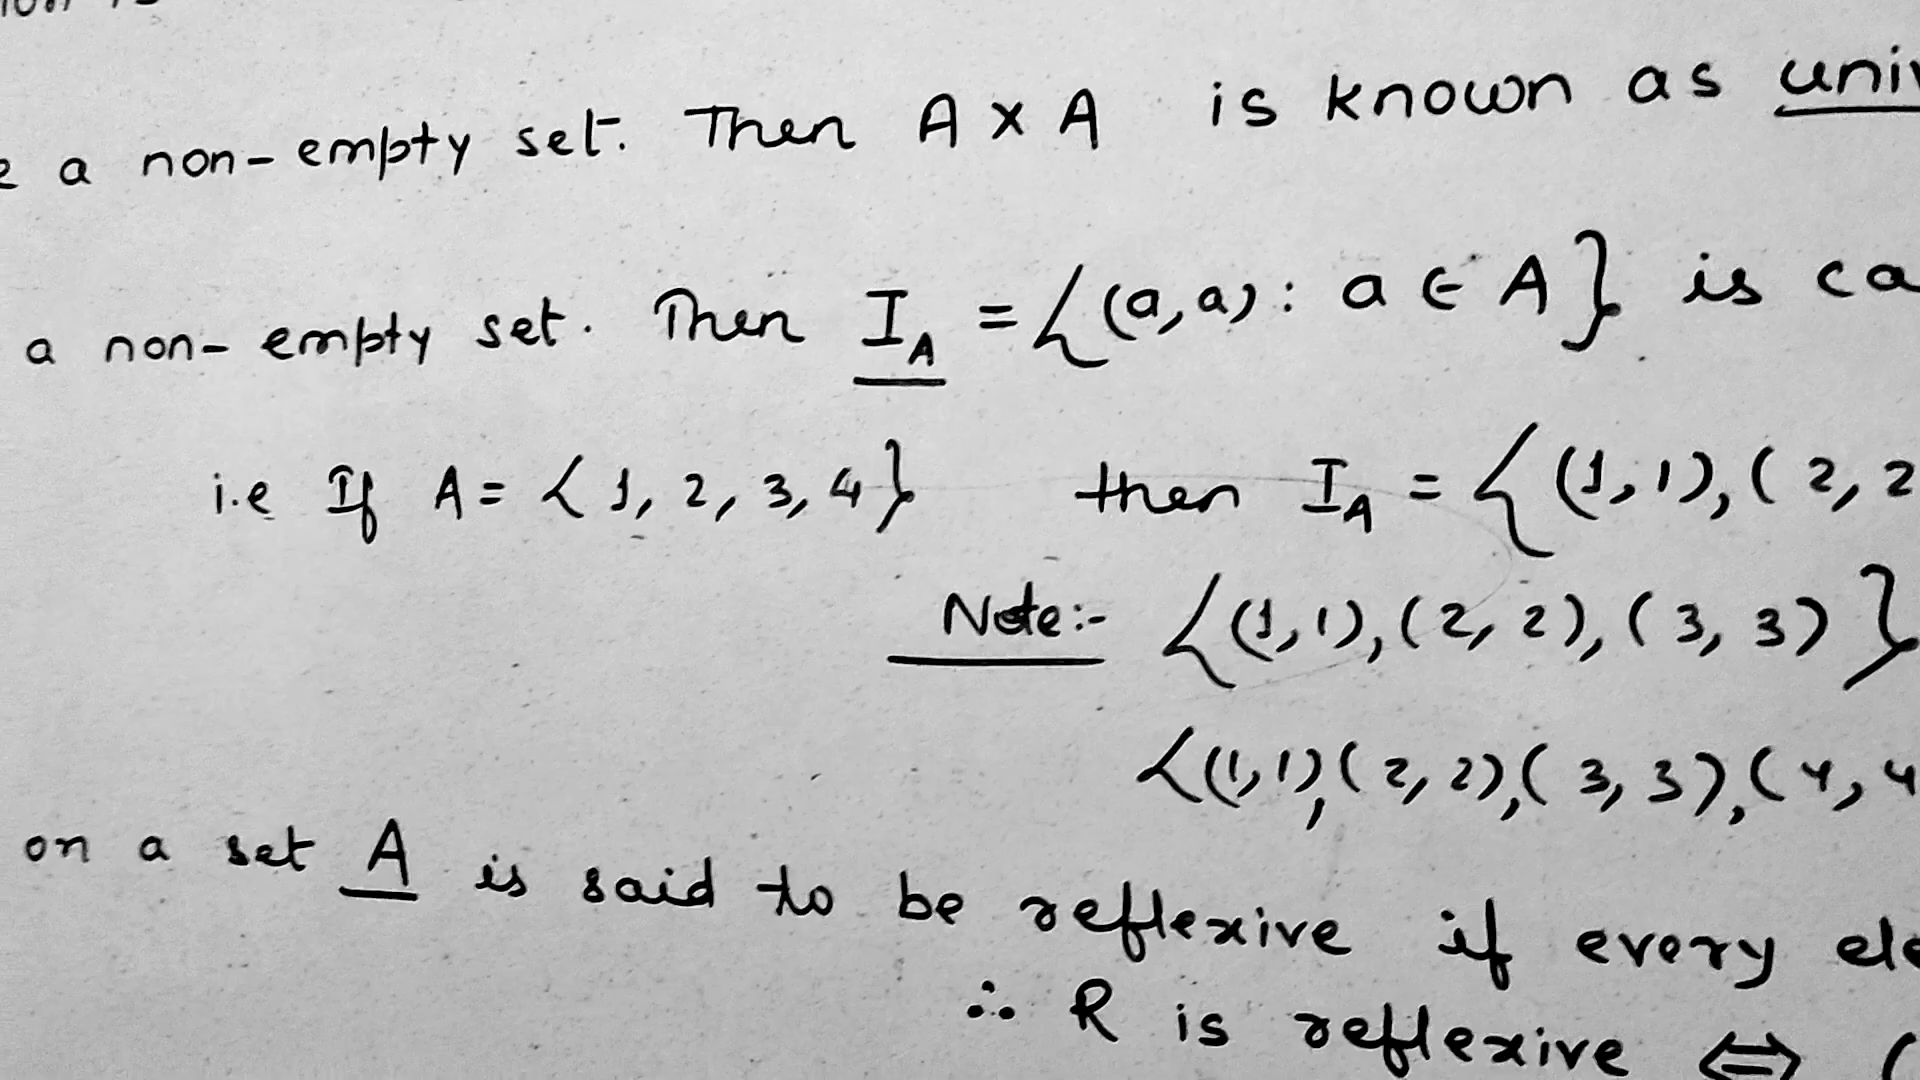 a non-empty set. Then A × A is known as
a non-empty set. Then I_A = {(a,a): a ∈ A} is
i.e If A = {1, 2, 3, 4} then I_A = {(1,1), (2, 2
Note:- {(1,1), (2, 2), (3, 3)}
{(1,1), (2, 2), (3, 3), (4, 4
on a set A is said to be reflexive if every
∴ R is reflexive ⇔ (